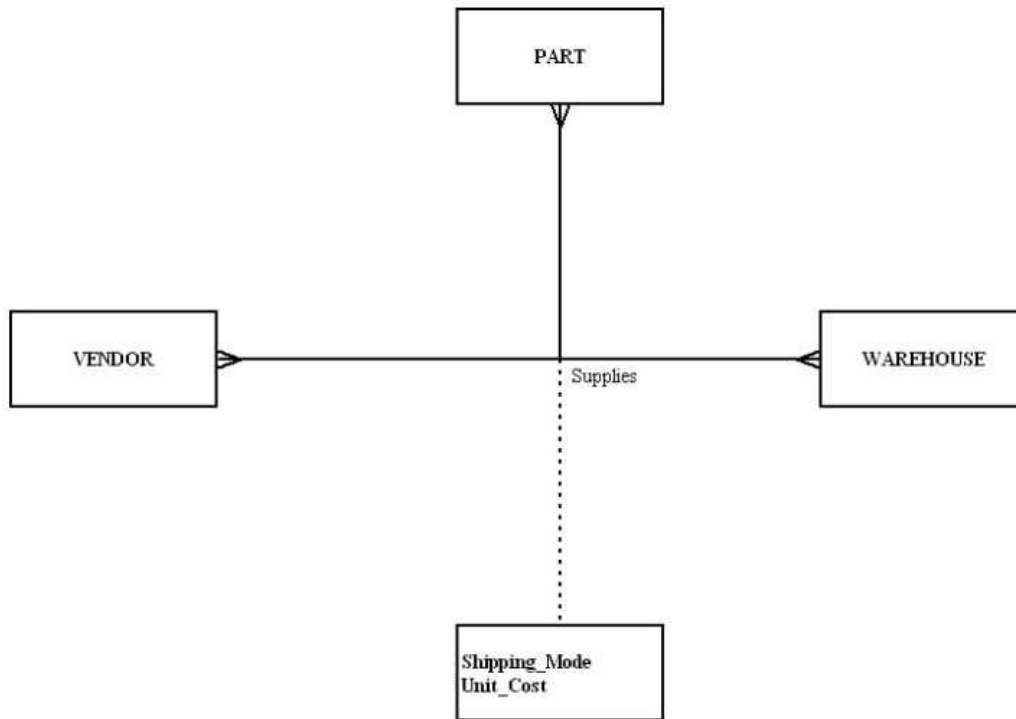 PART
VENDOR
WAREHOUSE
Supplies
Shipping_Mode
Unit_Cost